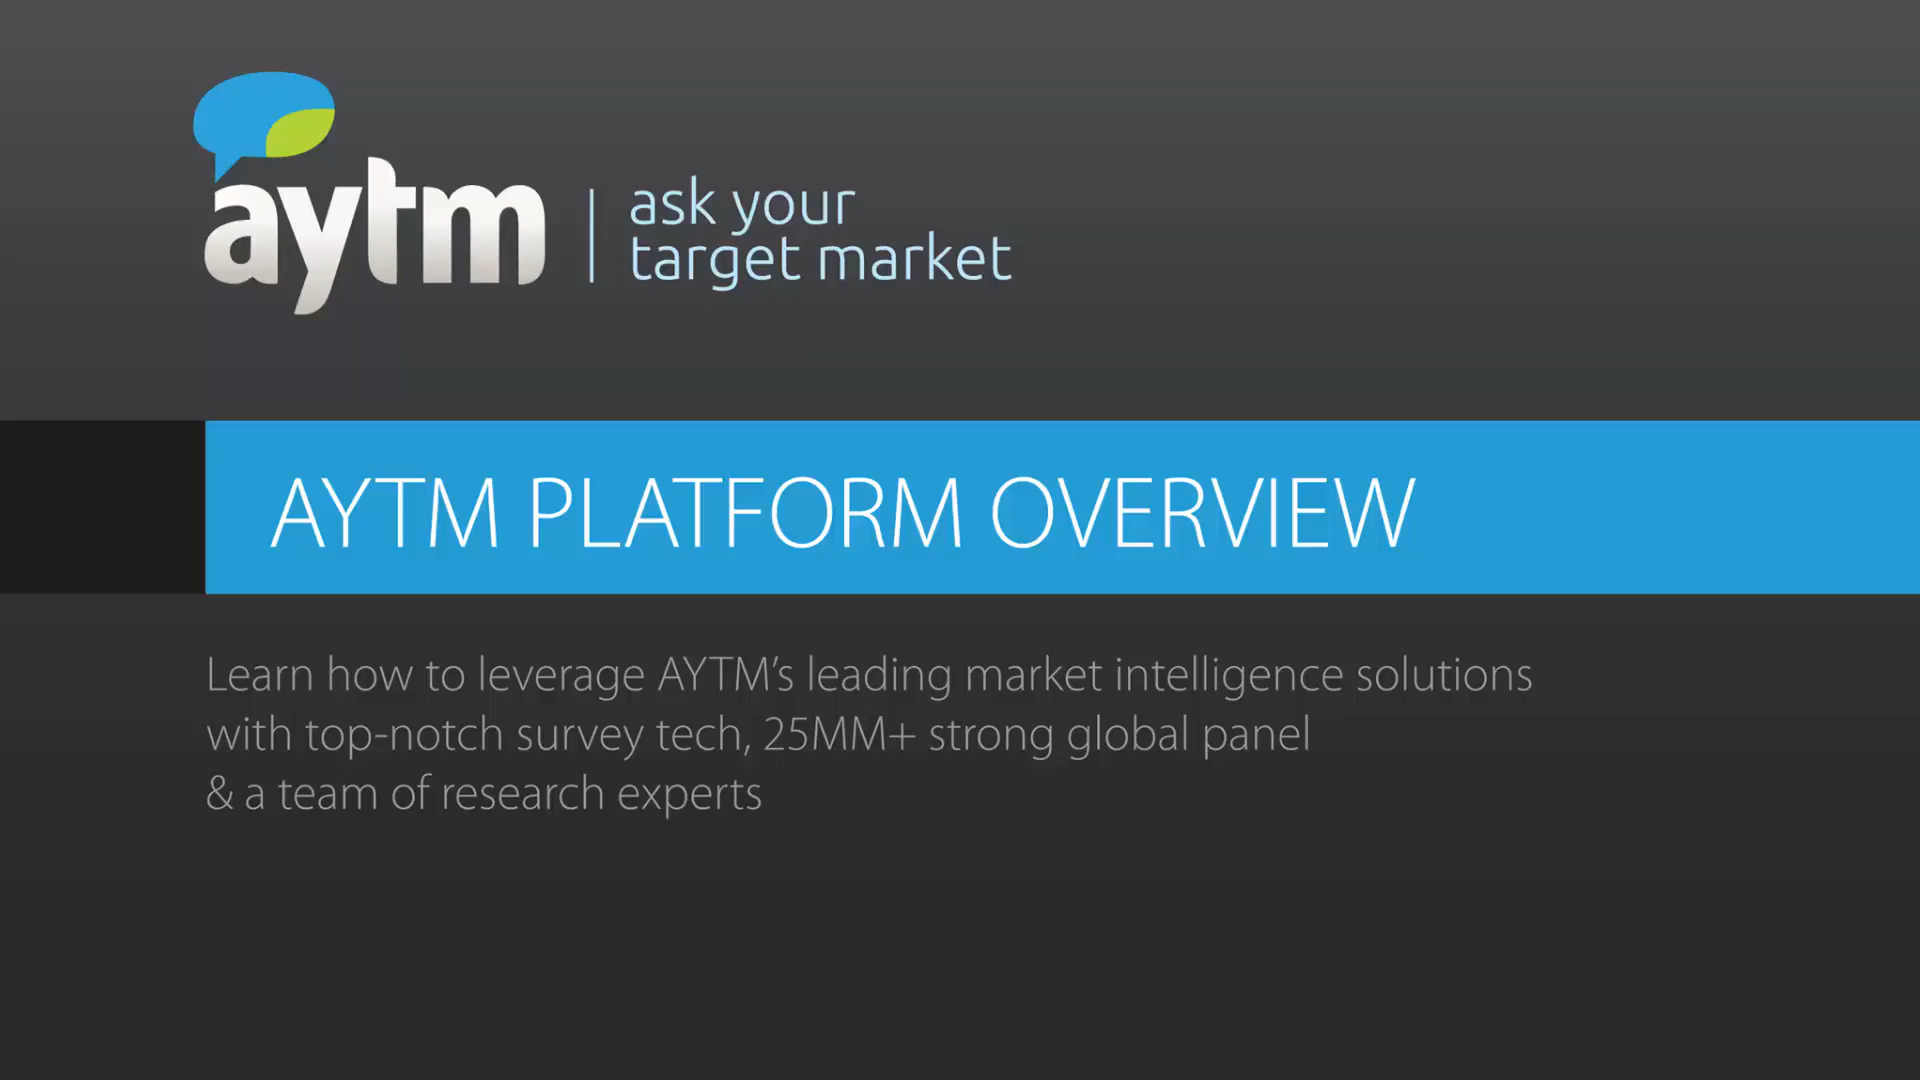 aytm
ask your
target market
AYTM PLATFORM OVERVIEW
Learn how to leverage AYTM’s leading market intelligence solutions
with top-notch survey tech, 25MM+ strong global panel
& a team of research experts